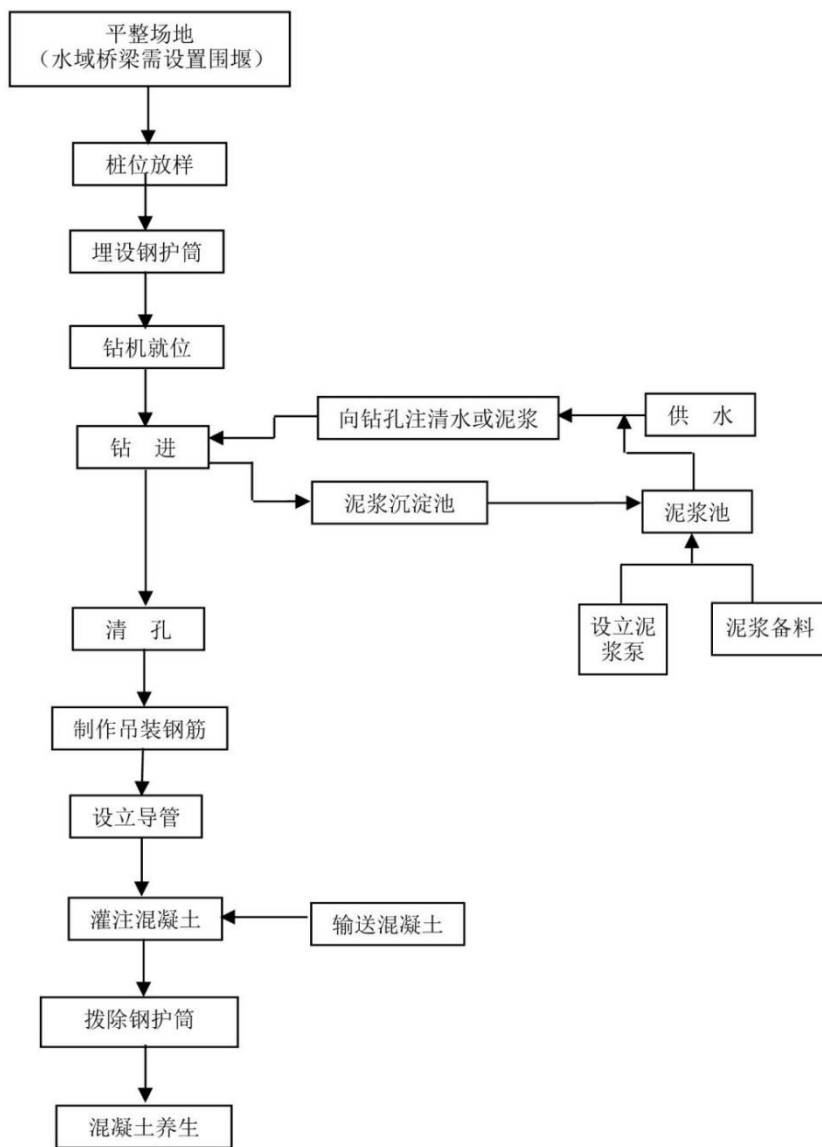 平整场地
（水域桥梁需设置围堰）
桩位放样
埋设钢护筒
钻机就位
向钻孔注清水或泥浆
供 水
钻 进
泥浆沉淀池
泥浆池
清 孔
设立泥
浆泵
泥浆备料
制作吊装钢筋
设立导管
灌注混凝土
输送混凝土
拨除钢护筒
混凝土养生